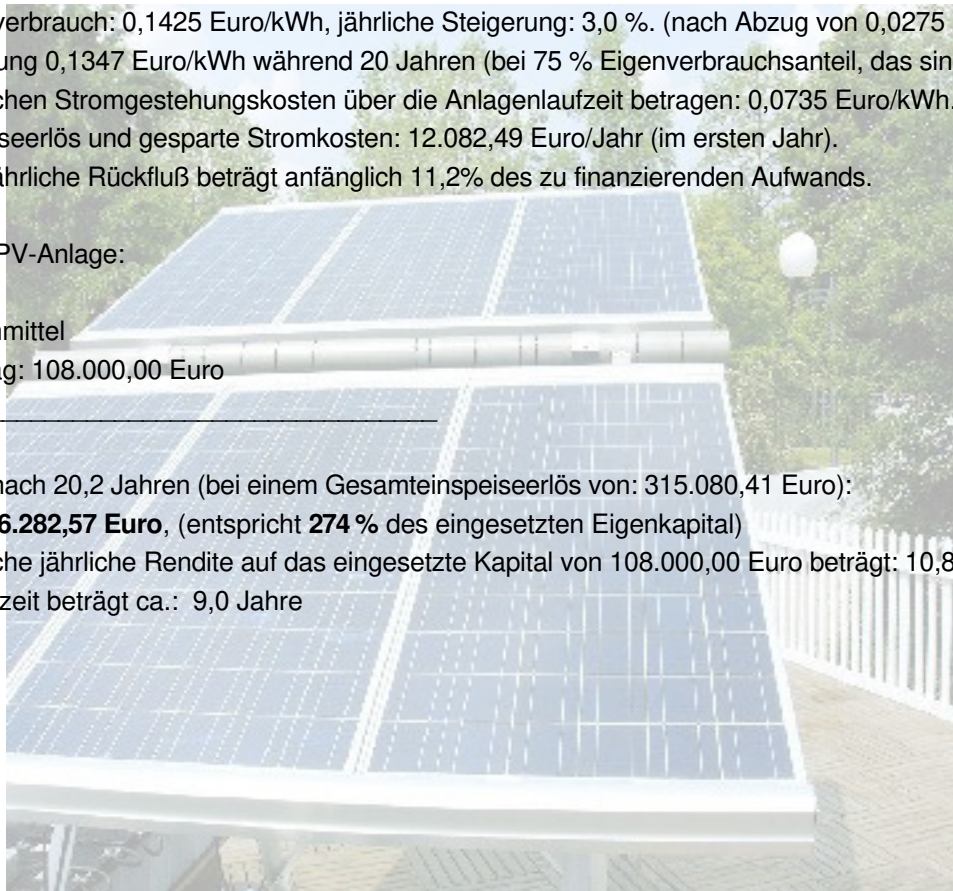 verbrauch: 0,1425 Euro/kWh, jährliche Steigerung: 3,0 %. (nach Abzug von 0,0275
ung 0,1347 Euro/kWh während 20 Jahren (bei 75 % Eigenverbrauchsanteil, das sin
chen Stromgestehungskosten über die Anlagenlaufzeit betragen: 0,0735 Euro/kWh.
seerlös und gesparte Stromkosten: 12.082,49 Euro/Jahr (im ersten Jahr).
ährliche Rückfluß beträgt anfänglich 11,2% des zu finanzierenden Aufwands.
PV-Anlage:
nmittel
ag: 108.000,00 Euro
nach 20,2 Jahren (bei einem Gesamteinspeiseerlös von: 315.080,41 Euro):
6.282,57 Euro, (entspricht 274 % des eingesetzten Eigenkapital)
che jährliche Rendite auf das eingesetzte Kapital von 108.000,00 Euro beträgt: 10,8
zeit beträgt ca.: 9,0 Jahre